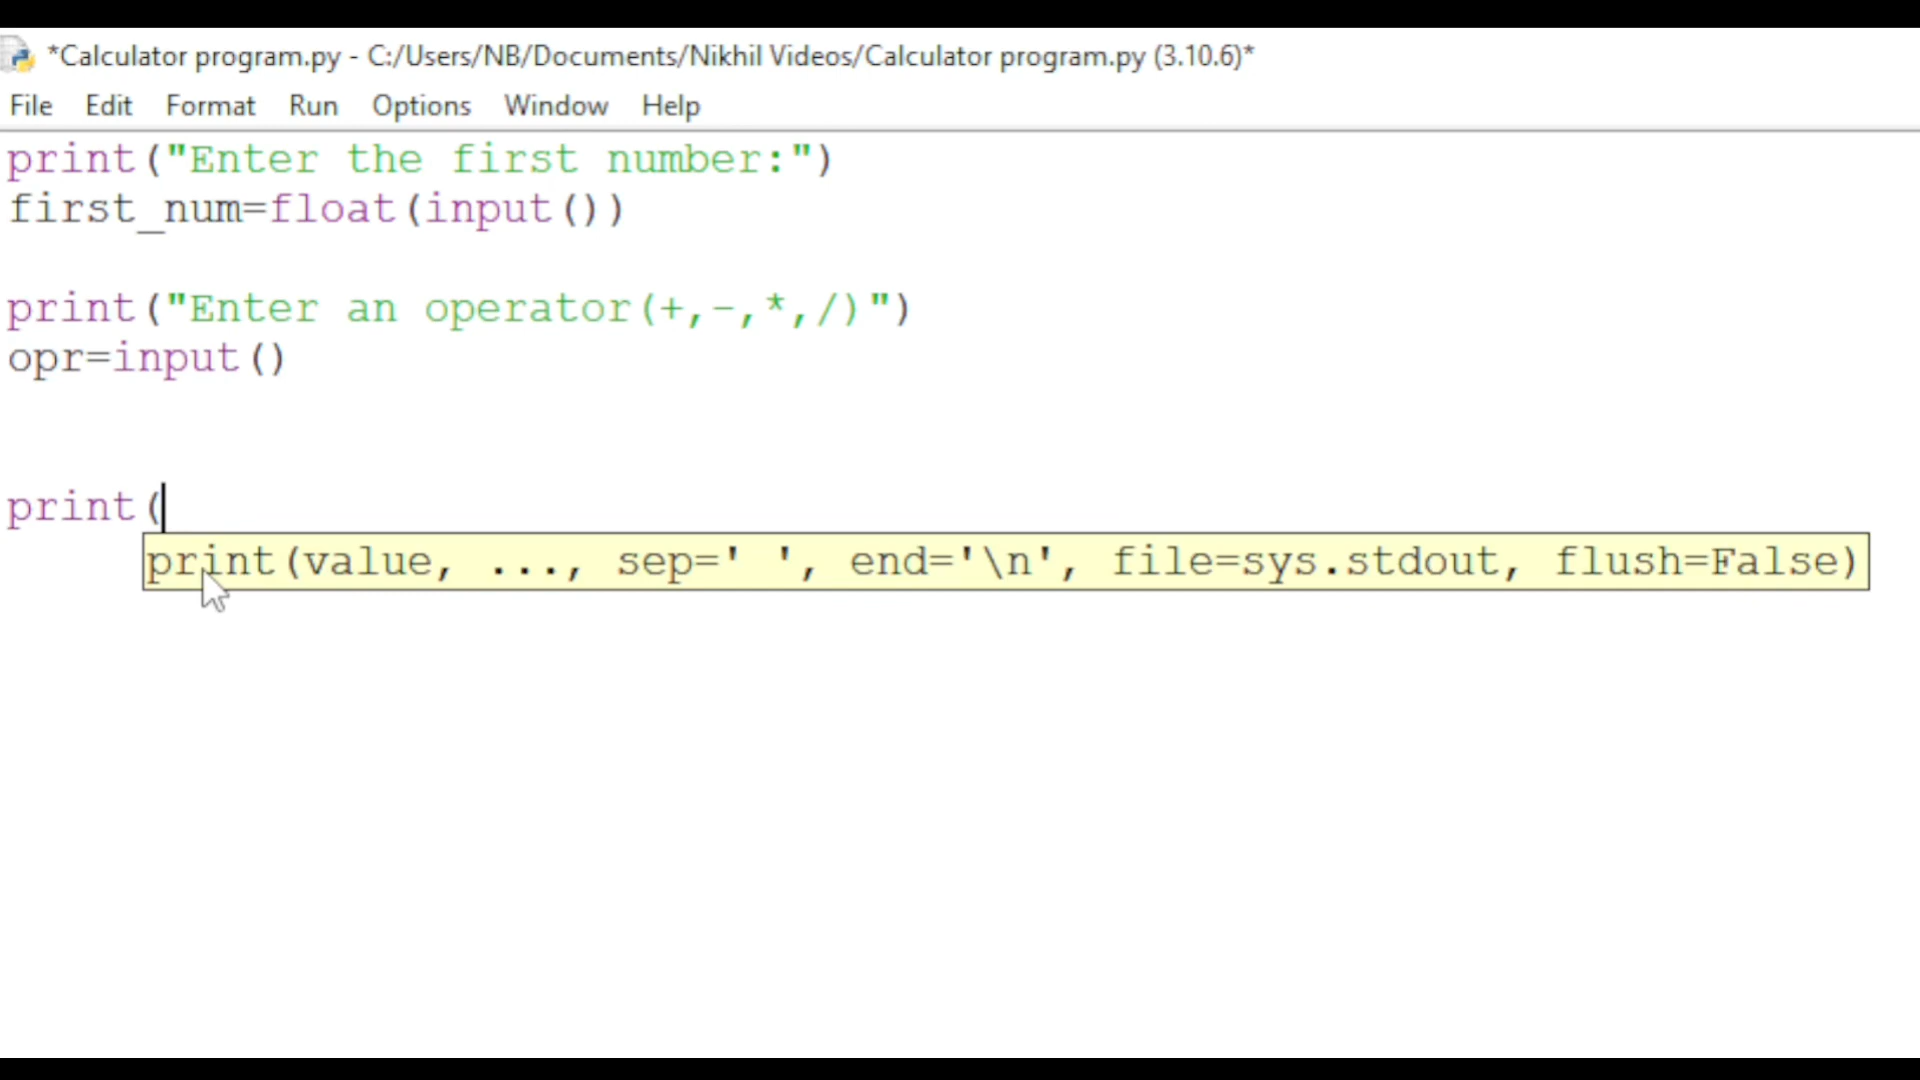 *Calculator program.py - C:/Users/NB/Documents/Nikhil Videos/Calculator program.py (3.10.6)*
File Edit Format Run Options Window Help
print("Enter the first number:")
first_num=float(input())
print("Enter an operator(+,-,*,/)")
opr=input()
print(
print(value, ..., sep=' ', end='\n', file=sys.stdout, flush=False)